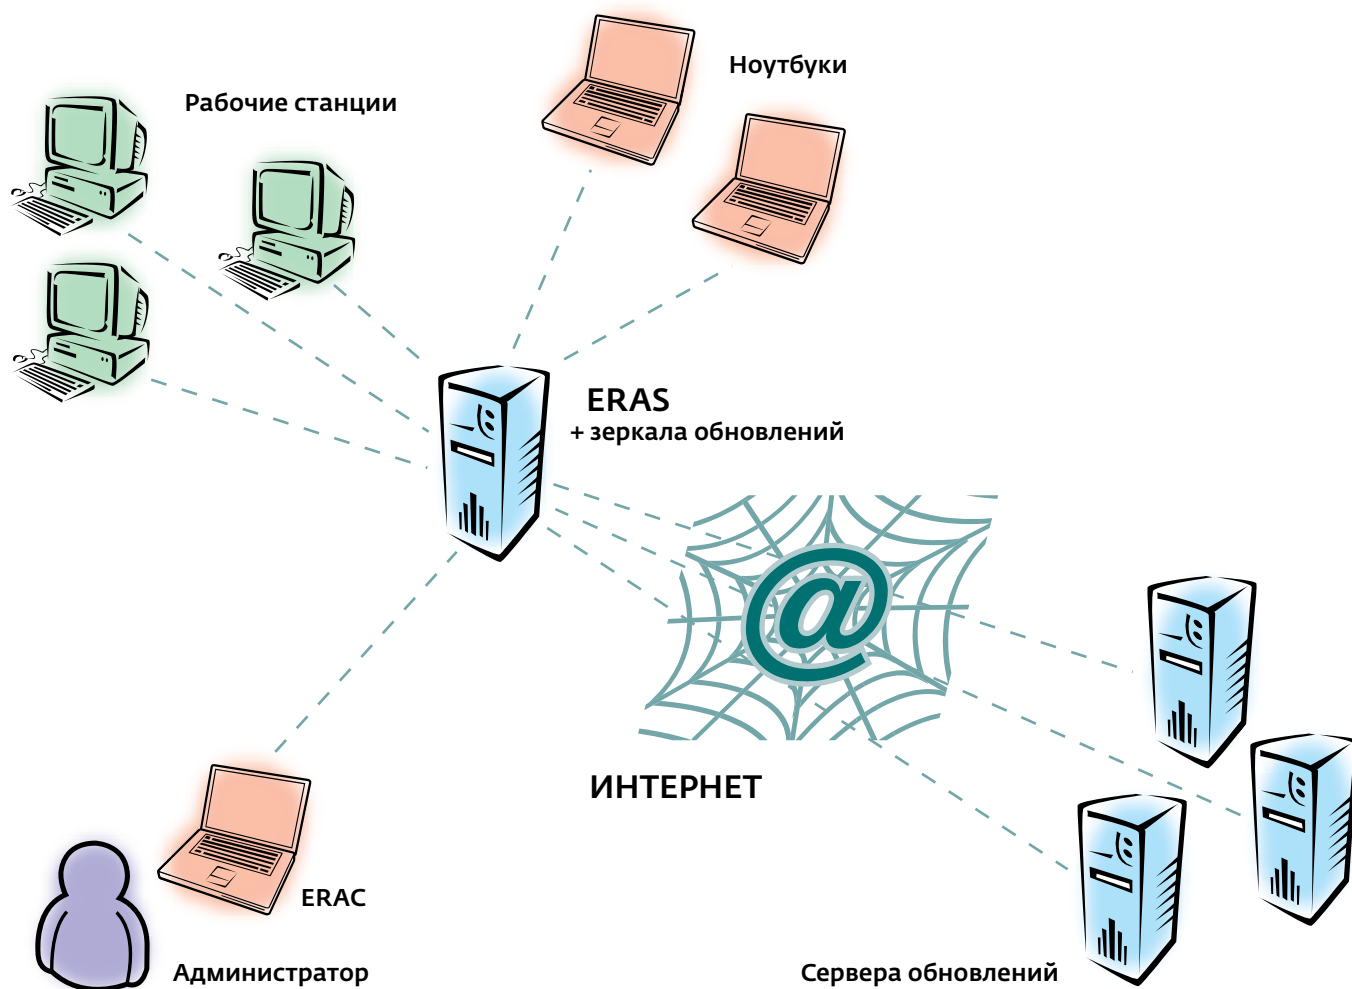 Ноутбуки
Рабочие станции
ERAS
+ зеркала обновлений
@
ИНТЕРНЕТ
ERAC
Администратор
Сервера обновлений